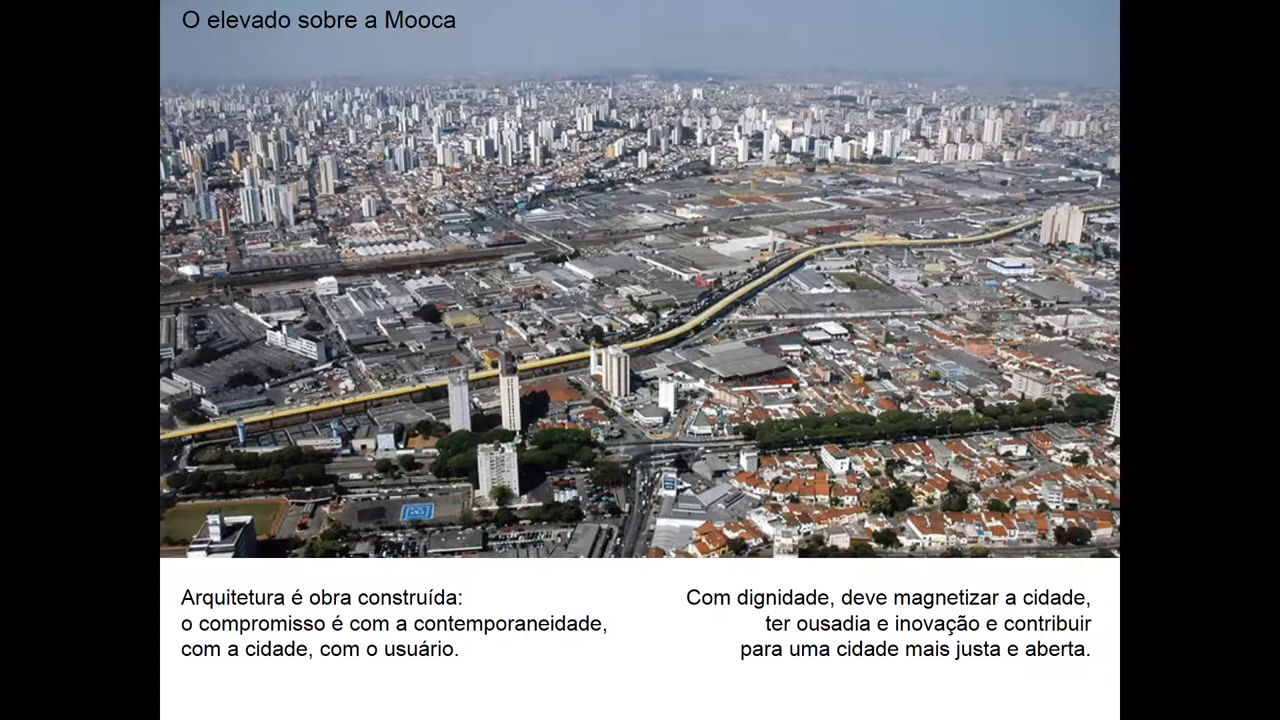 O elevado sobre a Mooca
Arquitetura é obra construída:
o compromisso é com a contemporaneidade,
com a cidade, com o usuário.
Com dignidade, deve magnetizar a cidade,
ter ousadia e inovação e contribuir
para uma cidade mais justa e aberta.